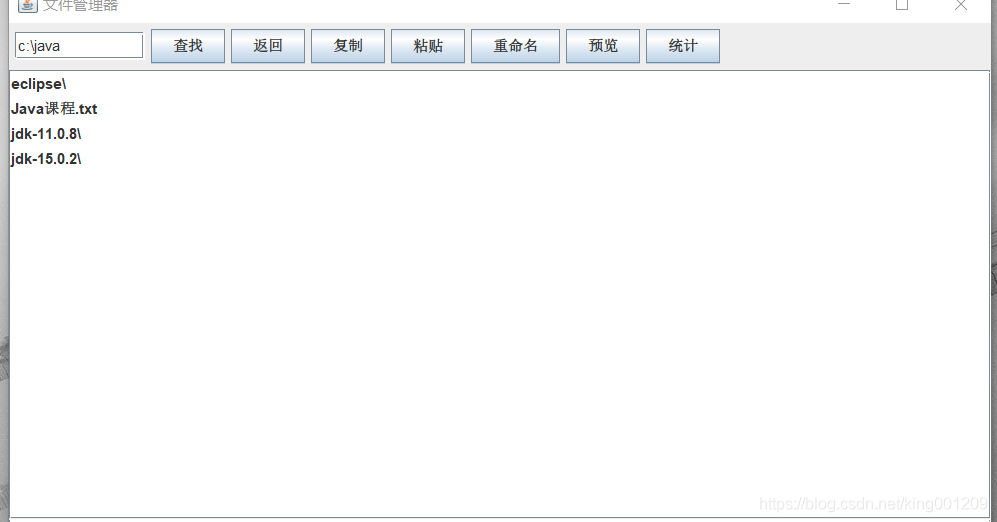 文件管理器
c:\java 查找 返回 复制 粘贴 重命名 预览 统计
eclipse\
Java课程.txt
jdk-11.0.8\
jdk-15.0.2\
https://blog.csdn.net/king001209